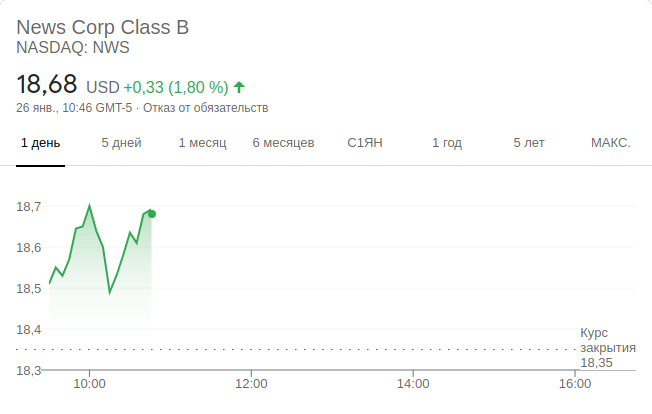 News Corp Class B
NASDAQ: NWS
18,68 USD +0,33 (1,80 %)
26 янв., 10:46 GMT-5 · Отказ от обязательств
1 день 5 дней 1 месяц 6 месяцев С1ЯН 1 год 5 лет МАКС.
18,7
18,6
18,5
18,4
Курс
закрытия
18,35
18,3
10:00 12:00 14:00 16:00